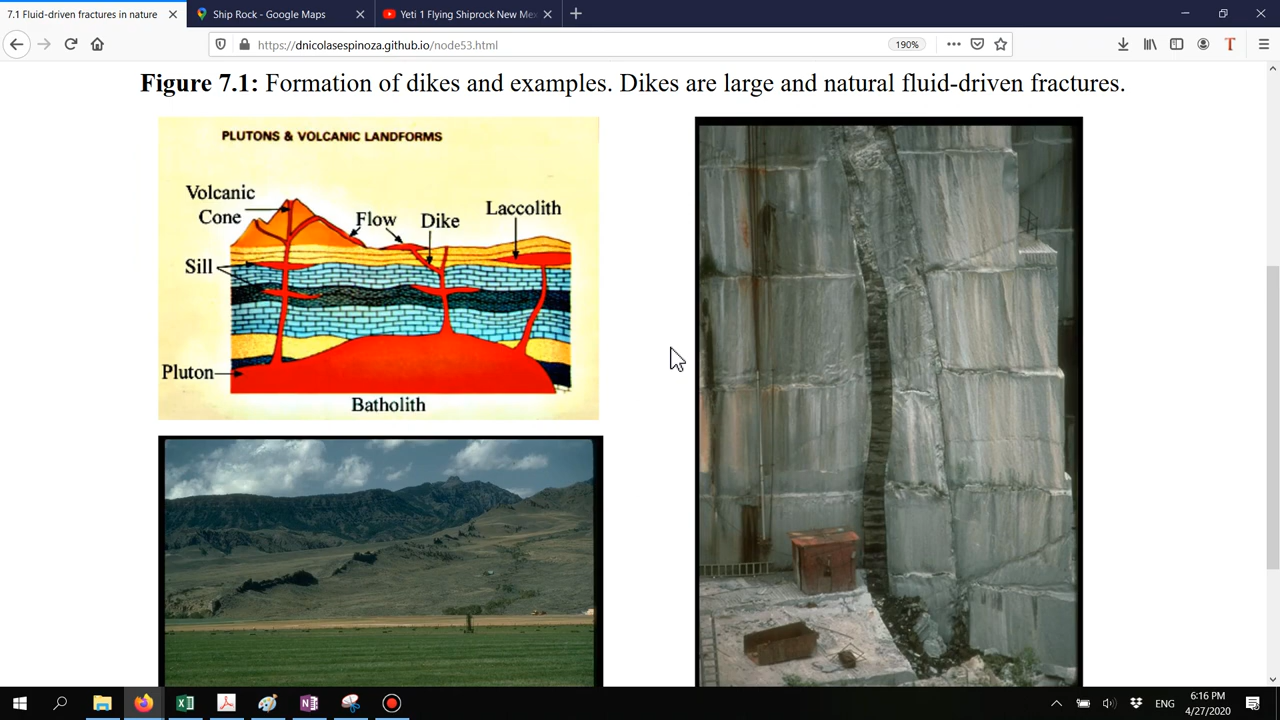 7.1 Fluid-driven fractures in nature
Ship Rock - Google Maps
Yeti 1 Flying Shiprock New Me
https://dnicolasespinoza.github.io/node53.html
190%
T
Figure 7.1: Formation of dikes and examples. Dikes are large and natural fluid-driven fractures.
PLUTONS & VOLCANIC LANDFORMS
Volcanic
Cone
Flow
Dike
Laccolith
Sill
Pluton
Batholith
ENG
6:16 PM
4/27/2020